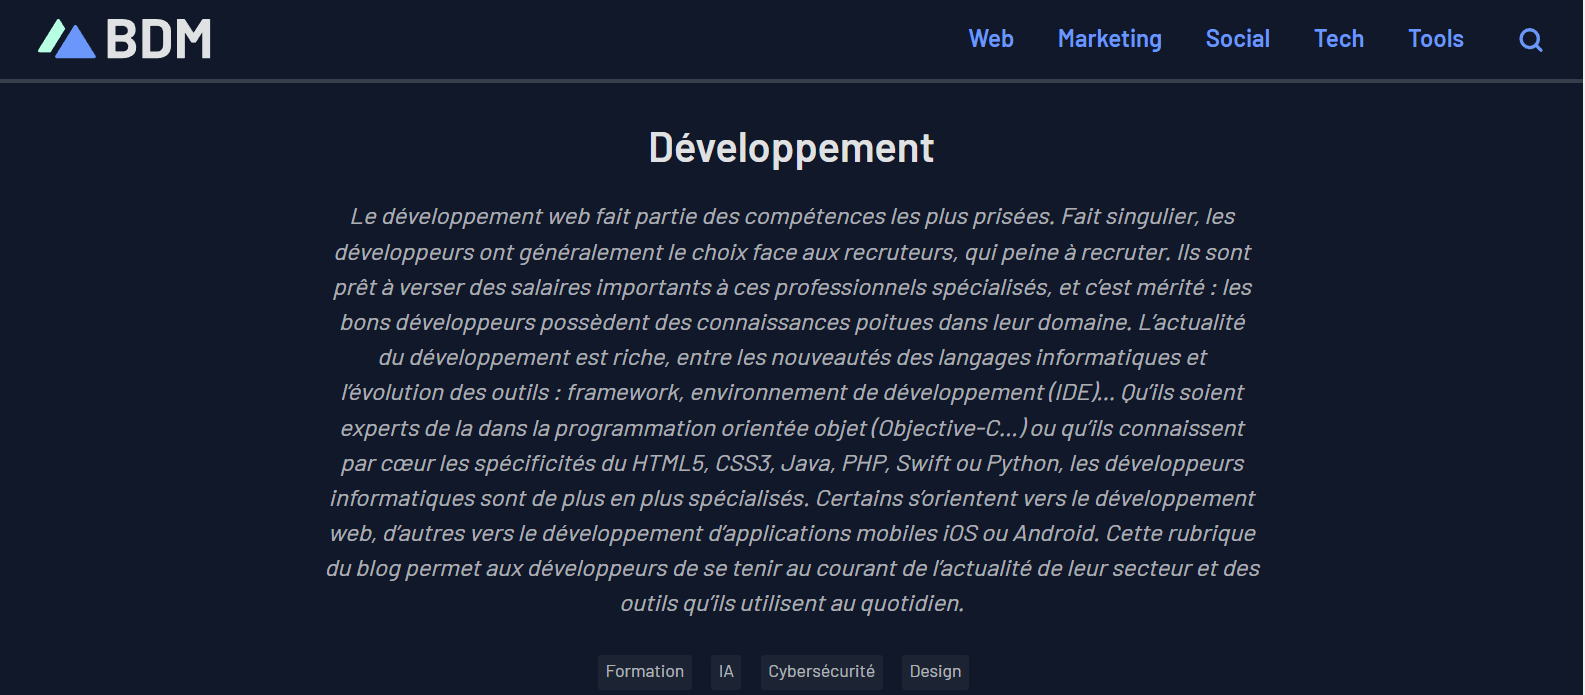 BDM
Web Marketing Social Tech Tools
Développement
Le développement web fait partie des compétences les plus prisées. Fait singulier, les
développeurs ont généralement le choix face aux recruteurs, qui peine à recruter. Ils sont
prêt à verser des salaires importants à ces professionnels spécialisés, et c’est mérité : les
bons développeurs possèdent des connaissances poitues dans leur domaine. L’actualité
du développement est riche, entre les nouveautés des langages informatiques et
l’évolution des outils : framework, environnement de développement (IDE)… Qu’ils soient
experts de la dans la programmation orientée objet (Objective-C…) ou qu’ils connaissent
par cœur les spécificités du HTML5, CSS3, Java, PHP, Swift ou Python, les développeurs
informatiques sont de plus en plus spécialisés. Certains s’orientent vers le développement
web, d’autres vers le développement d’applications mobiles iOS ou Android. Cette rubrique
du blog permet aux développeurs de se tenir au courant de l’actualité de leur secteur et des
outils qu’ils utilisent au quotidien.
Formation IA Cybersécurité Design